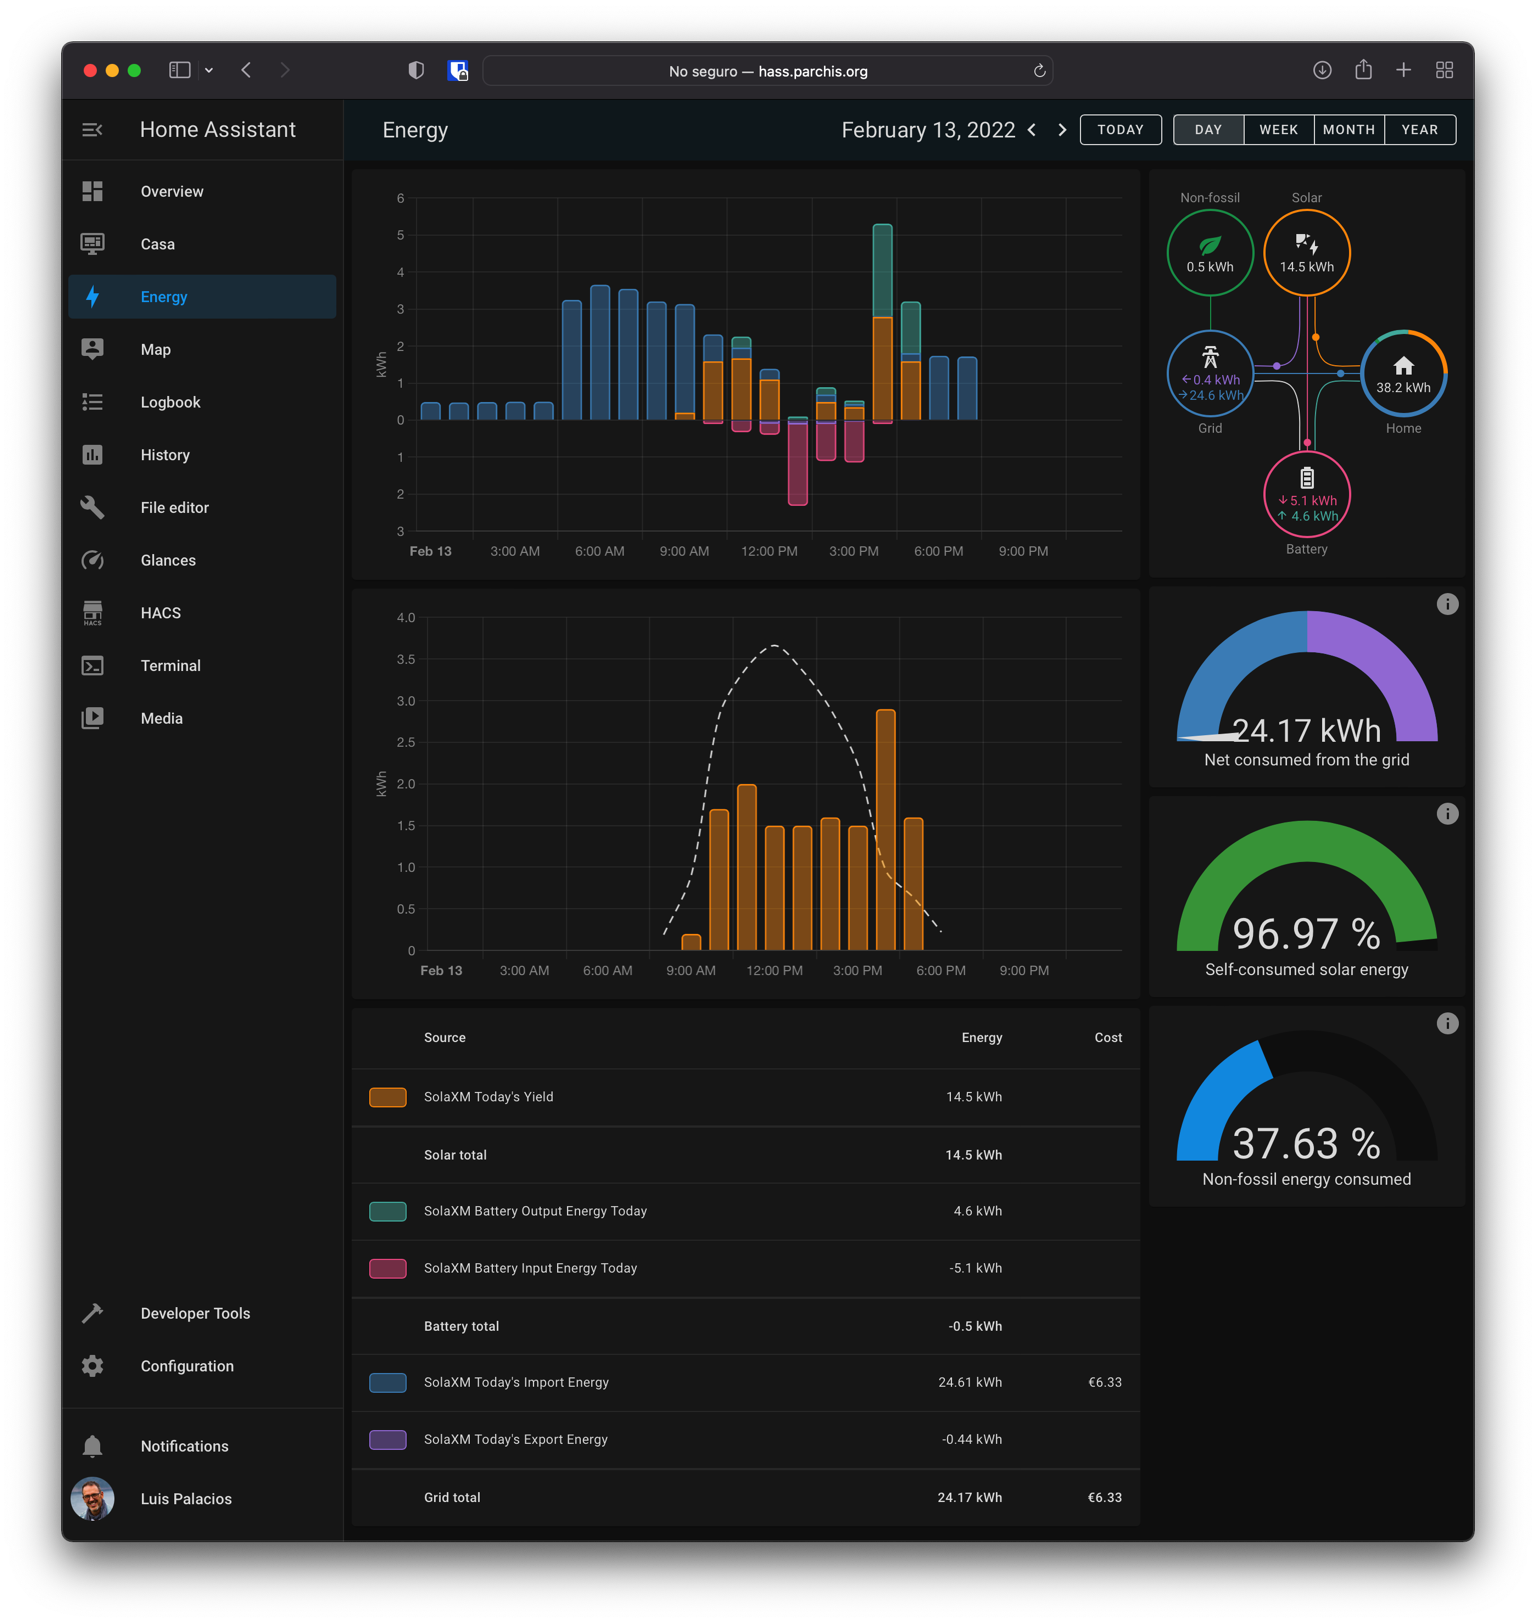 No seguro — hass.parchis.org
Home Assistant
Energy
February 13, 2022
TODAY
DAY
WEEK
MONTH
YEAR
Overview
Casa
Energy
Map
Logbook
History
File editor
Glances
HACS
HACS
Terminal
Media
Developer Tools
Configuration
Notifications
Luis Palacios
6
5
4
3
2
1
0
1
2
3
kWh
Feb 13
3:00 AM
6:00 AM
9:00 AM
12:00 PM
3:00 PM
6:00 PM
9:00 PM
4.0
3.5
3.0
2.5
2.0
1.5
1.0
0.5
0
kWh
Feb 13
3:00 AM
6:00 AM
9:00 AM
12:00 PM
3:00 PM
6:00 PM
9:00 PM
Source Energy Cost
SolaXM Today's Yield 14.5 kWh
Solar total 14.5 kWh
SolaXM Battery Output Energy Today 4.6 kWh
SolaXM Battery Input Energy Today -5.1 kWh
Battery total -0.5 kWh
SolaXM Today's Import Energy 24.61 kWh €6.33
SolaXM Today's Export Energy -0.44 kWh
Grid total 24.17 kWh €6.33
Non-fossil
0.5 kWh
Solar
14.5 kWh
←0.4 kWh
→24.6 kWh
Grid
38.2 kWh
Home
↓5.1 kWh
↑ 4.6 kWh
Battery
24.17 kWh
Net consumed from the grid
96.97 %
Self-consumed solar energy
37.63 %
Non-fossil energy consumed